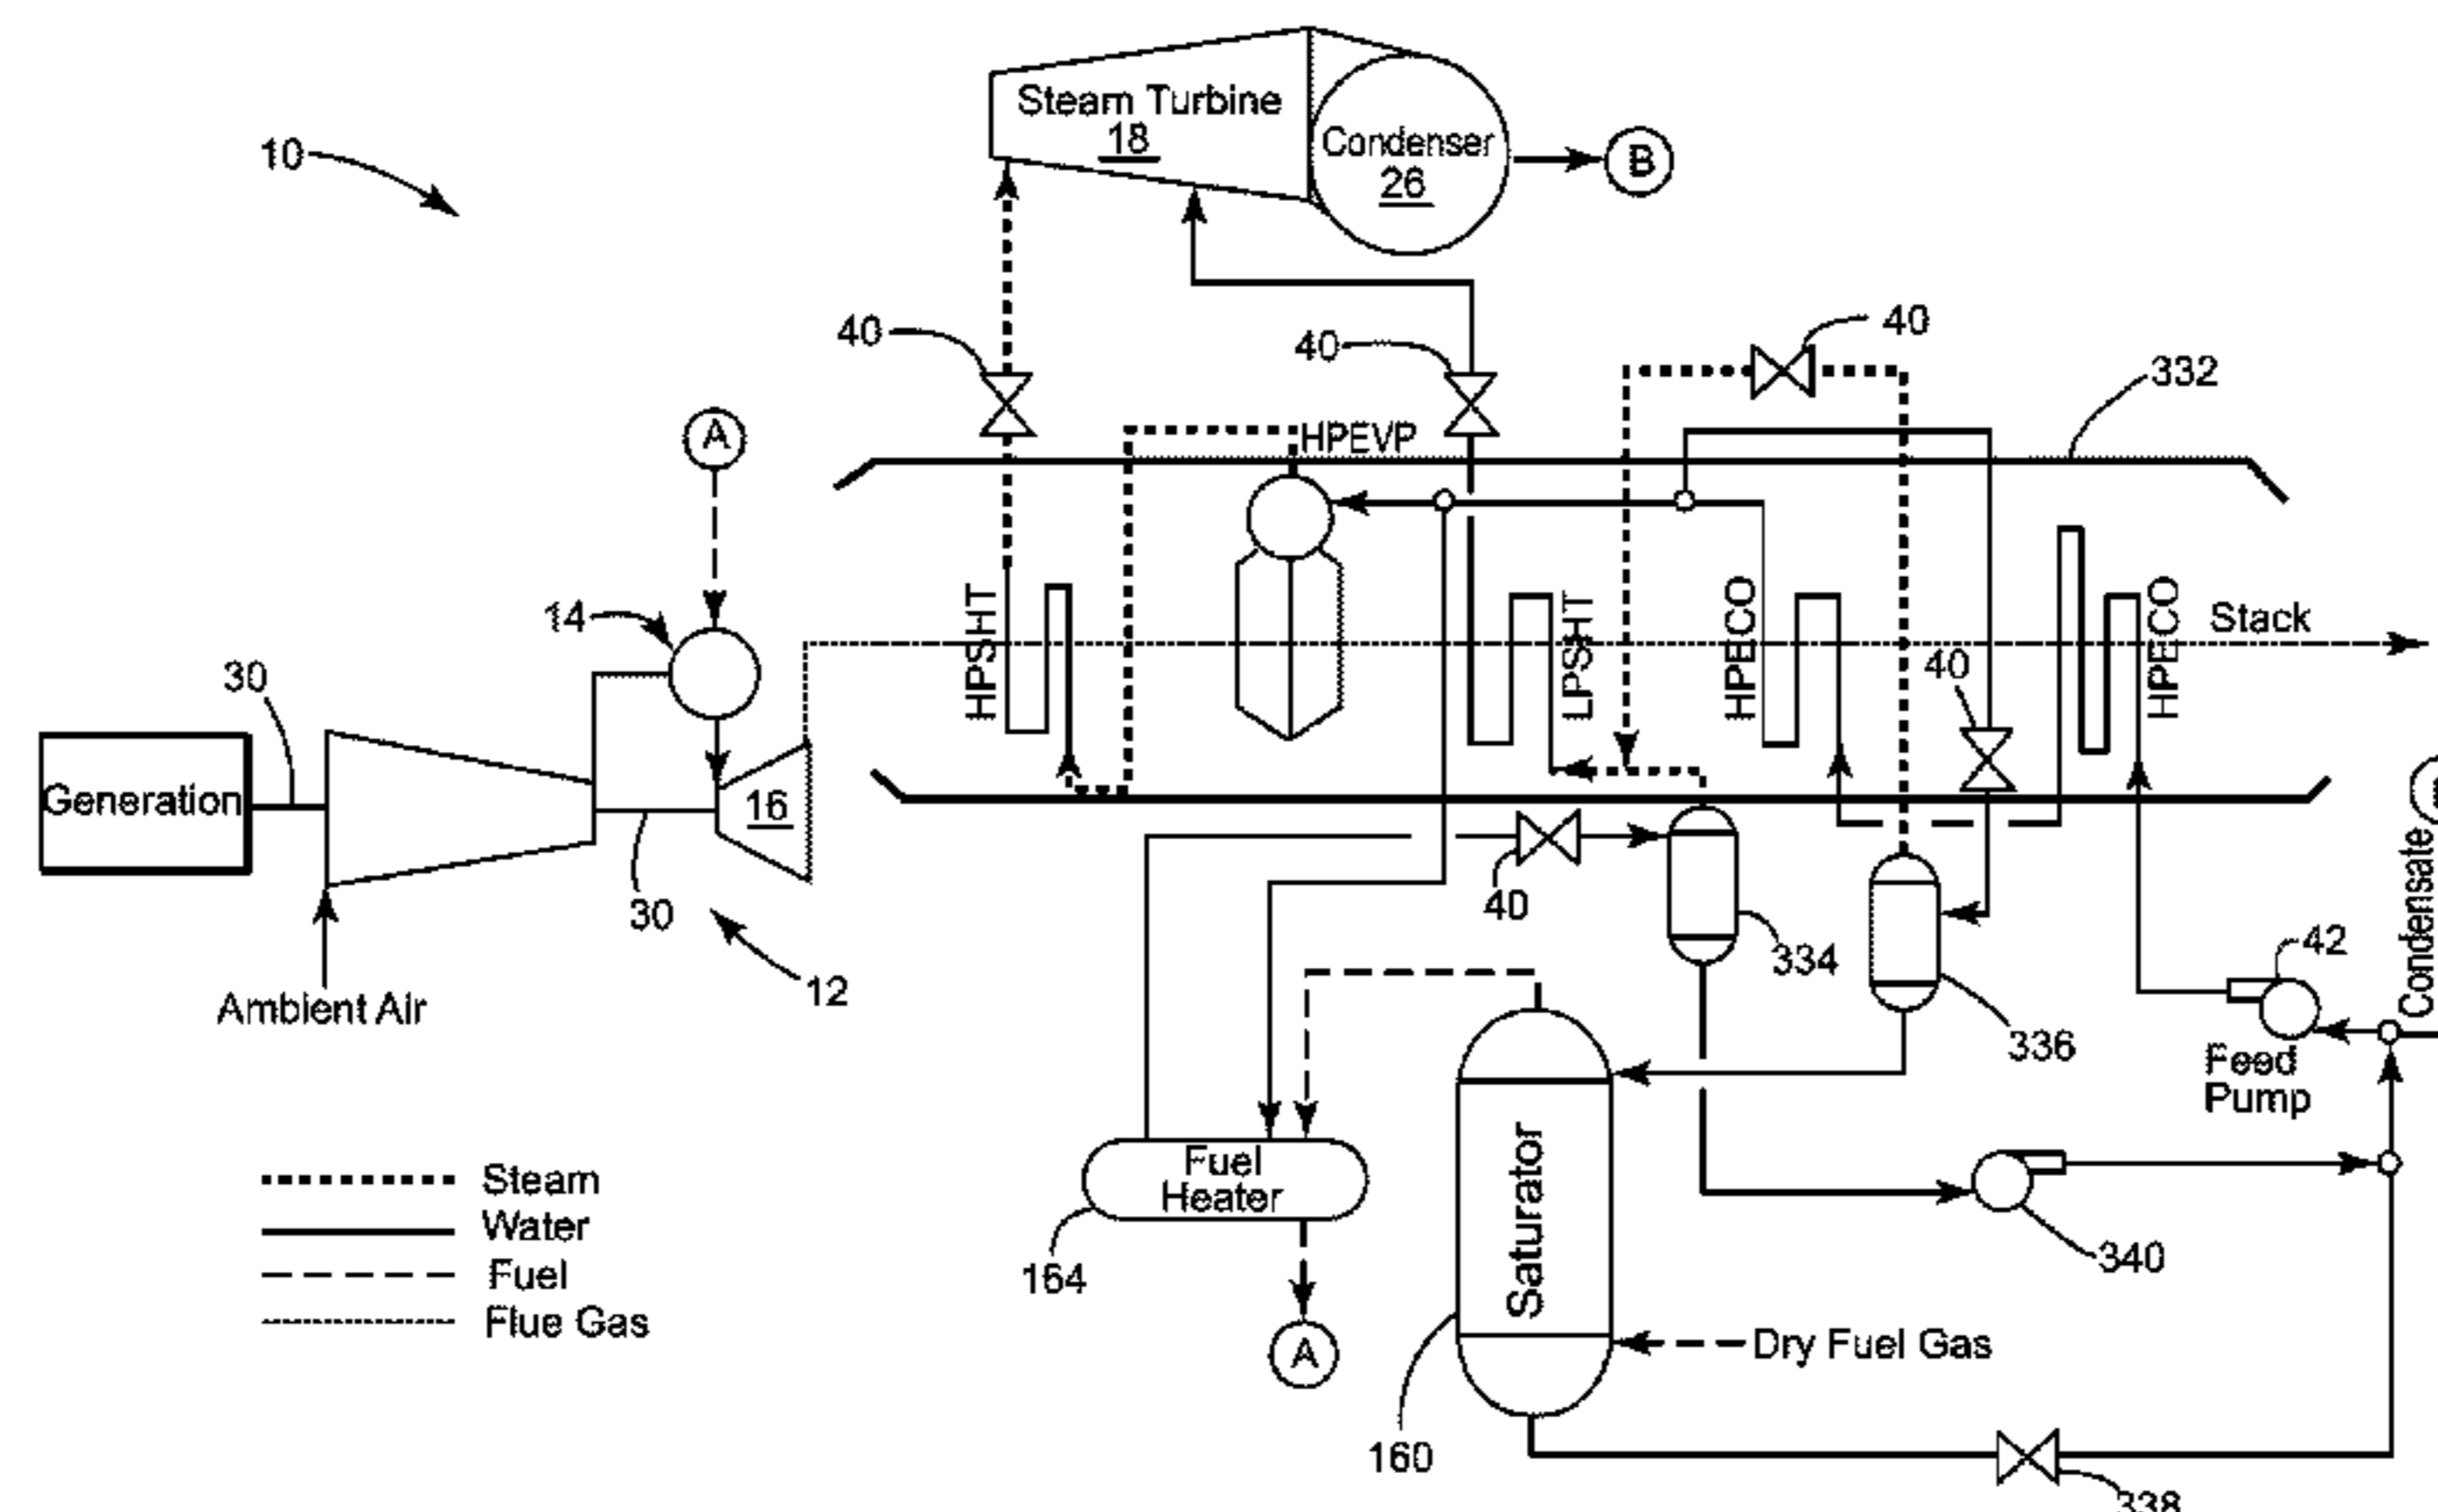 Steam Turbine
18
Condenser
26
B
10
40
40
40
332
A
HPEVP
14
HPSHT
LPSHT
HPECO
HPECO
Stack
40
30
Generation
16
30
12
Ambient Air
40
334
336
42
Condensate
Feed
Pump
Steam
Water
Fuel
Flue Gas
Fuel
Heater
164
A
Saturator
340
Dry Fuel Gas
160
338